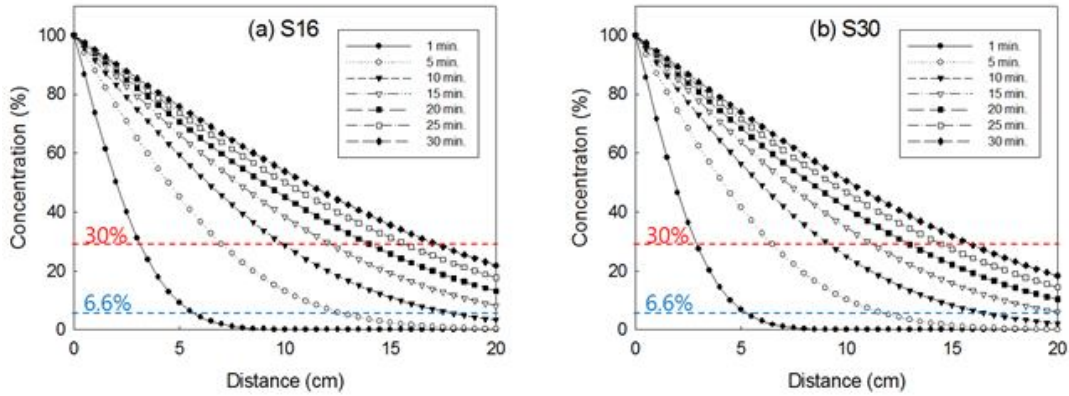 (a) S16
Concentration (%)
100
80
60
40
20
0
1 min.
5 min.
10 min.
15 min.
20 min.
25 min.
30 min.
30%
6.6%
0
5
10
15
20
Distance (cm)
(b) S30
Concentraton (%)
100
80
60
40
20
0
1 min.
5 min.
10 min.
15 min.
20 min.
25 min.
30 min.
30%
6.6%
0
5
10
15
20
Distance (cm)